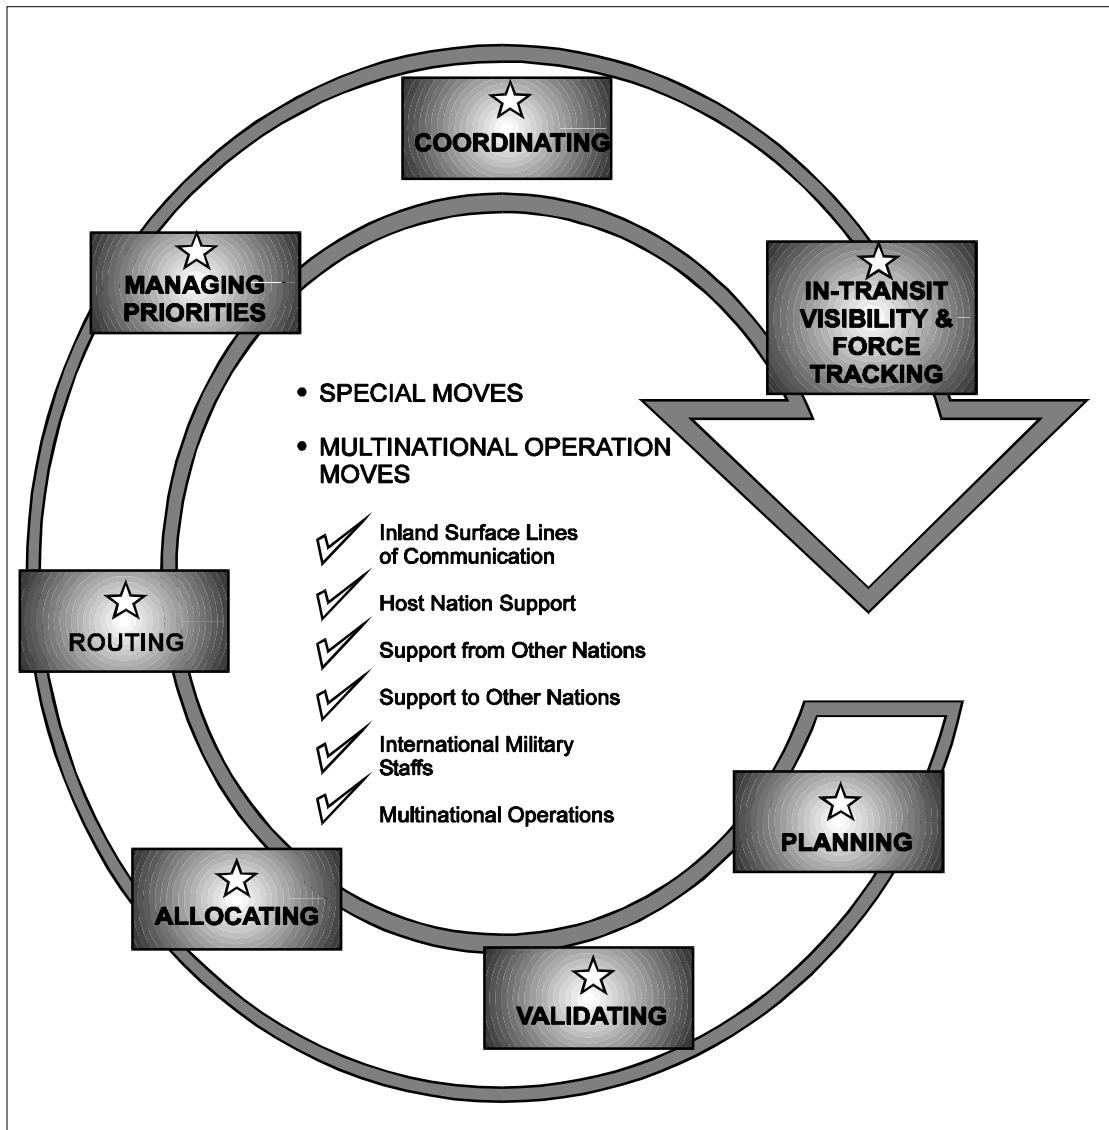 COORDINATING
MANAGING
PRIORITIES
IN-TRANSIT
VISIBILITY &
FORCE
TRACKING
• SPECIAL MOVES
• MULTINATIONAL OPERATION
MOVES
Inland Surface Lines
of Communication
Host Nation Support
Support from Other Nations
Support to Other Nations
International Military
Staffs
Multinational Operations
ROUTING
PLANNING
ALLOCATING
VALIDATING